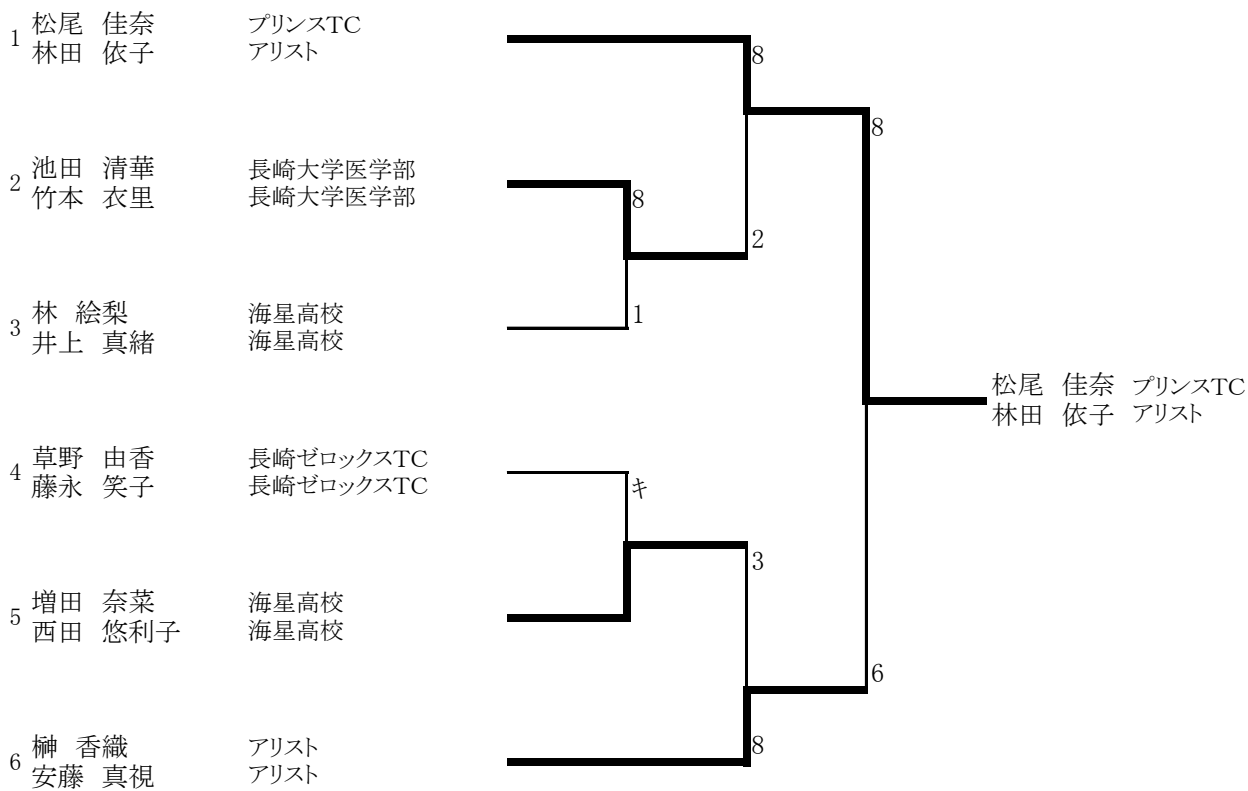 1 松尾 佳奈 プリンスTC
林田 依子 アリスト
8
8
2 池田 清華 長崎大学医学部
竹本 衣里 長崎大学医学部
8
2
3 林 絵梨 海星高校
井上 真緒 海星高校
1
松尾 佳奈 プリンスTC
林田 依子 アリスト
4 草野 由香 長崎ゼロックスTC
藤永 笑子 長崎ゼロックスTC
キ
3
5 増田 奈菜 海星高校
西田 悠利子 海星高校
6
6 榊 香織 アリスト
安藤 真視 アリスト
8